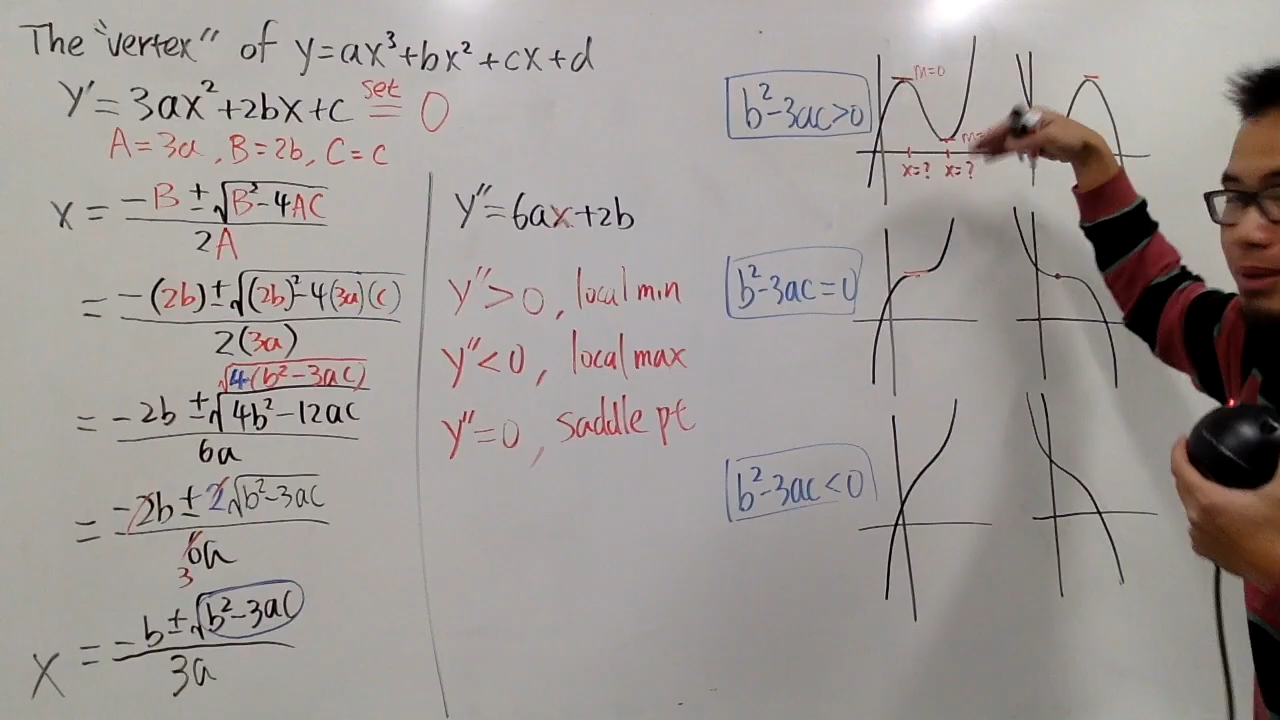 The "vertex" of y=ax³+bx²+cx+d
y'=3ax²+2bx+c set = 0
A=3a, B=2b, C=c
x = (-B ± √(B²-4AC)) / 2A
= (-(2b) ± √((2b)²-4(3a)(c))) / 2(3a)
√(4·(b²-3ac))
= (-2b ± √(4b²-12ac)) / 6a
= (-2b ± 2√(b²-3ac)) / 6a
3
x = (-b ± √(b²-3ac)) / 3a
y''=6ax+2b
y''>0, local min
y''<0, local max
y''=0, saddle pt
b²-3ac>0
m=0
x=? x=?
b²-3ac=0
b²-3ac<0